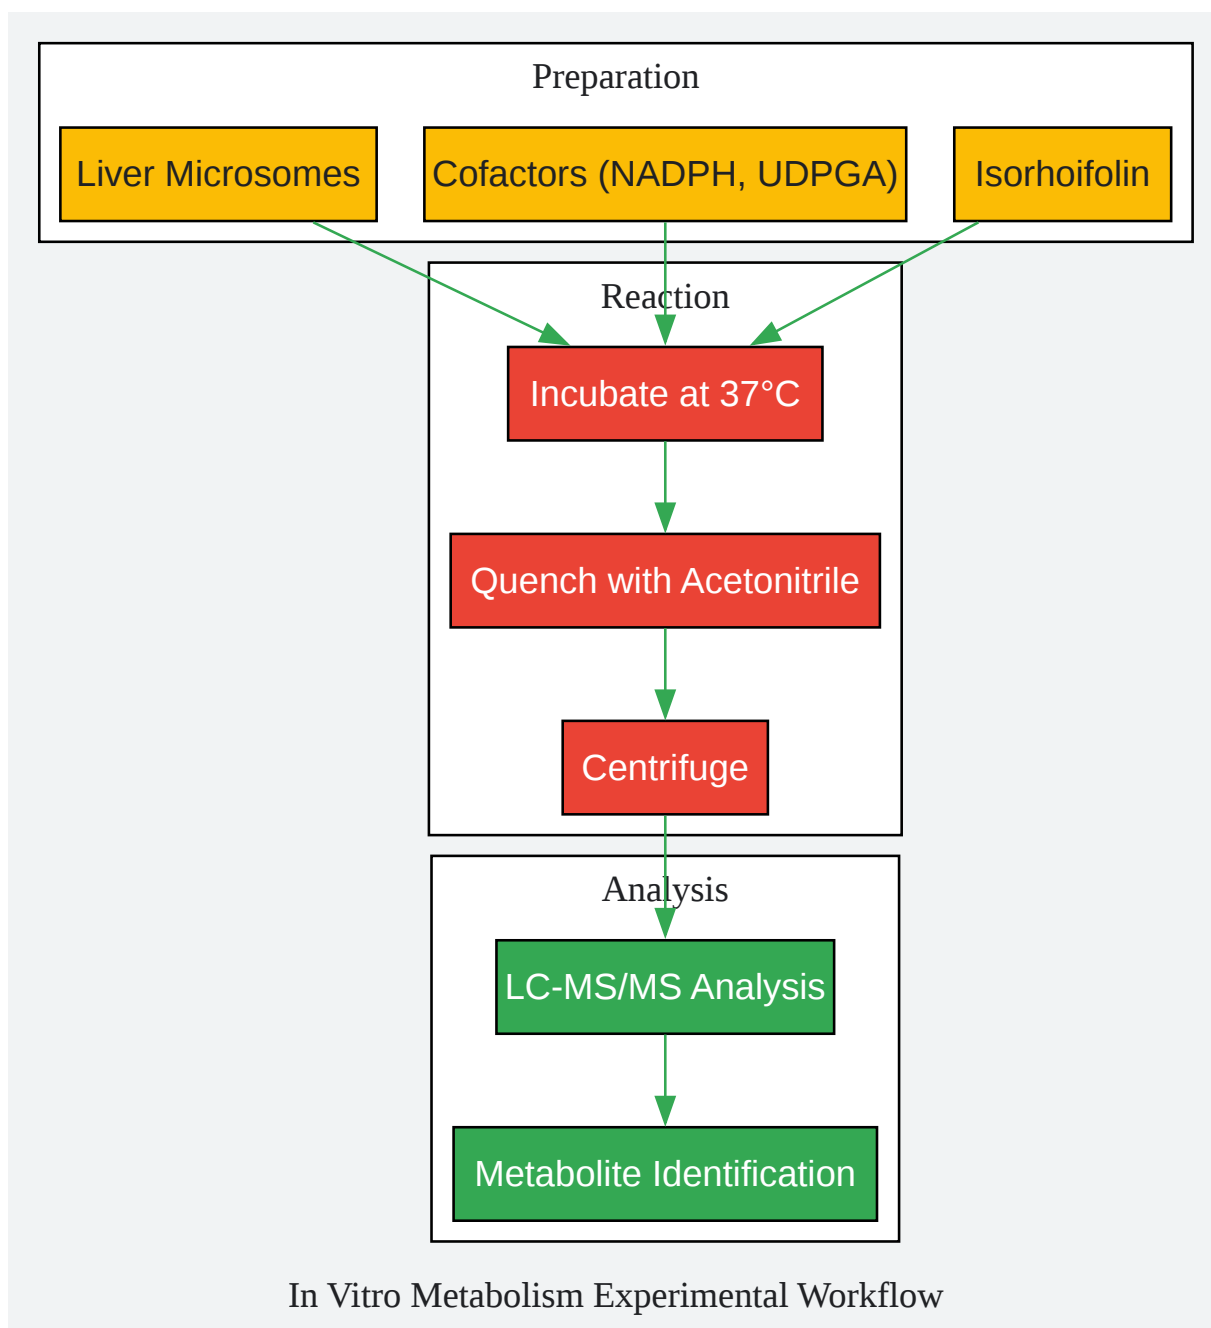 Preparation
Liver Microsomes
Cofactors (NADPH, UDPGA)
Isorhoifolin
Reaction
Incubate at 37°C
Quench with Acetonitrile
Centrifuge
Analysis
LC-MS/MS Analysis
Metabolite Identification
In Vitro Metabolism Experimental Workflow